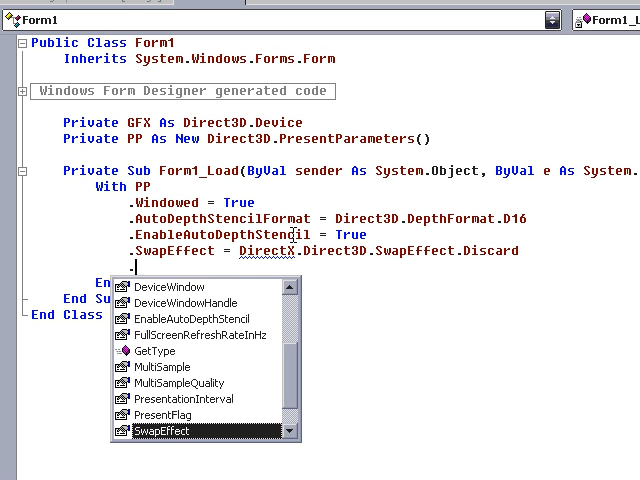 Form1
Form1_L
Public Class Form1
Inherits System.Windows.Forms.Form
Windows Form Designer generated code
Private GFX As Direct3D.Device
Private PP As New Direct3D.PresentParameters()
Private Sub Form1_Load(ByVal sender As System.Object, ByVal e As System.
With PP
.Windowed = True
.AutoDepthStencilFormat = Direct3D.DepthFormat.D16
.EnableAutoDepthStencil = True
.SwapEffect = DirectX.Direct3D.SwapEffect.Discard
.
En
End Su
End Class
DeviceWindow
DeviceWindowHandle
EnableAutoDepthStencil
FullScreenRefreshRateInHz
GetType
MultiSample
MultiSampleQuality
PresentationInterval
PresentFlag
SwapEffect